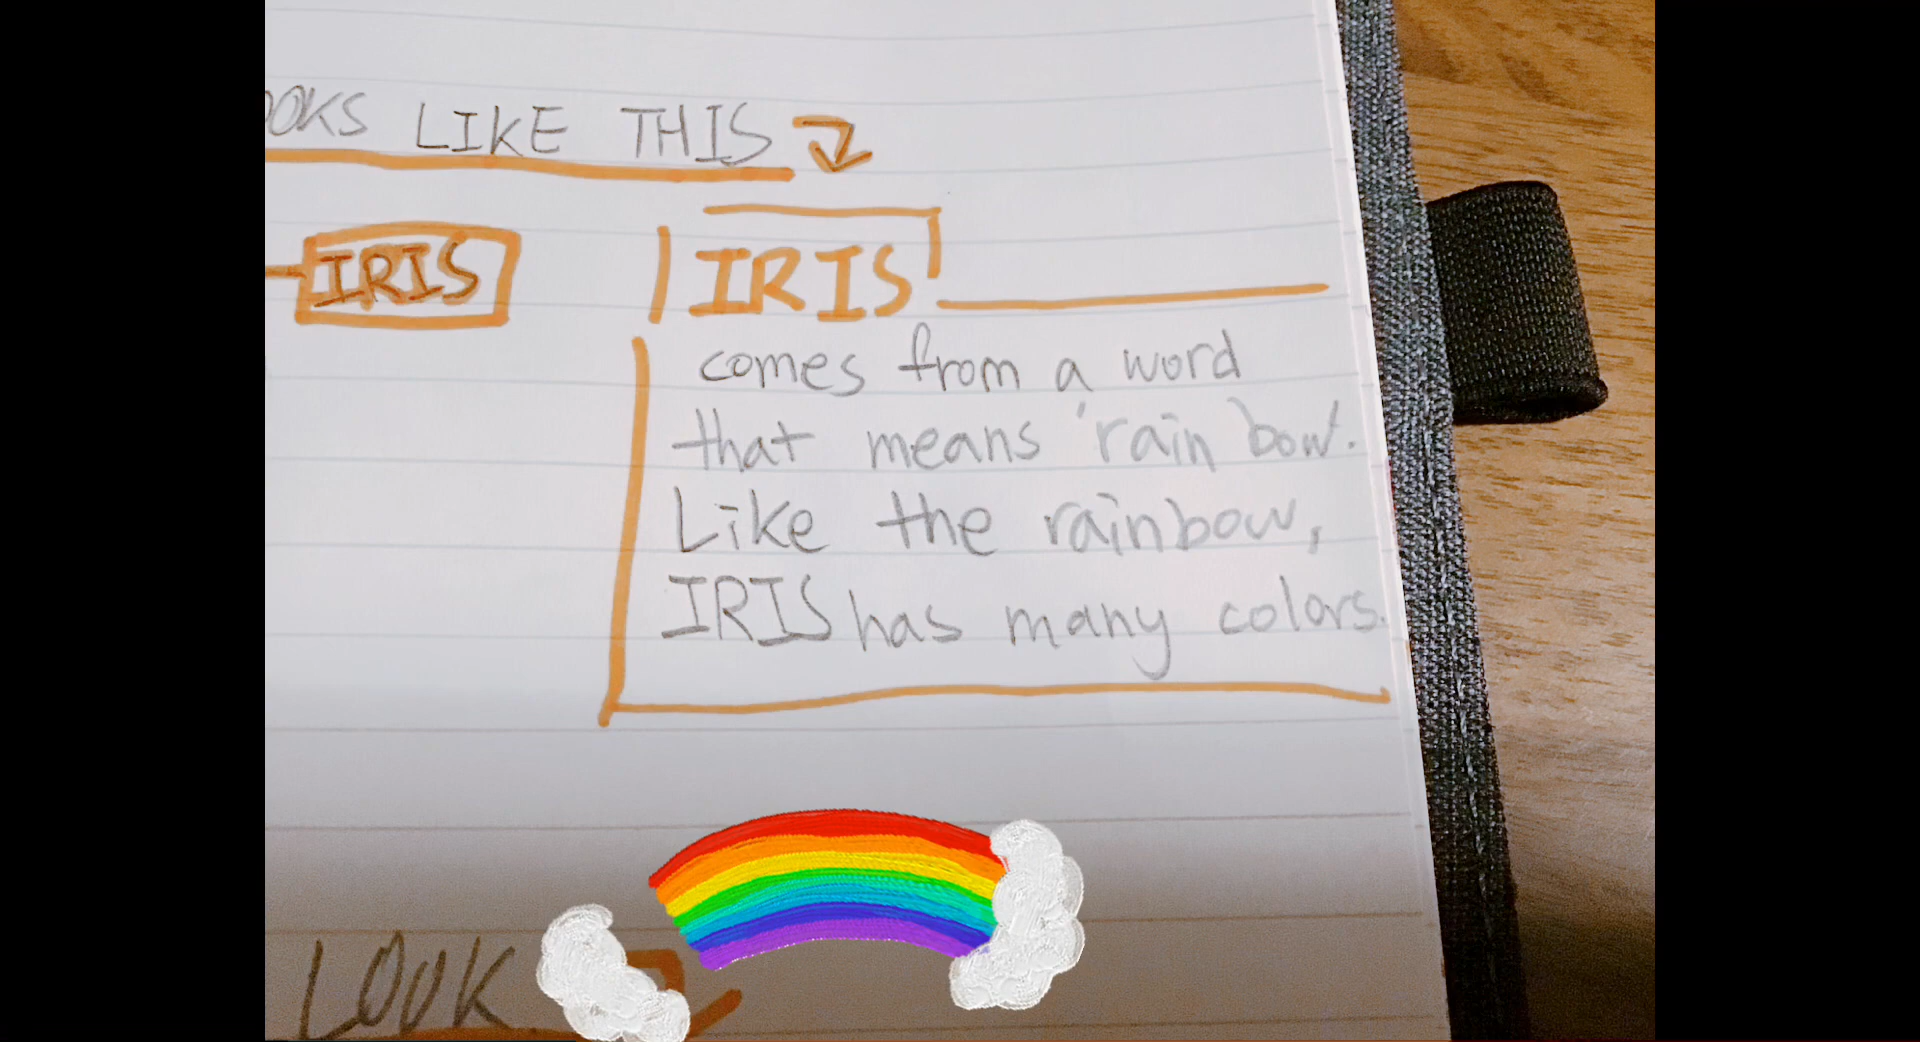 OOKS LIKE THIS
IRIS
IRIS
comes from a word
that means 'rain bow.
Like the rainbow,
IRIS has many colors.
LOOK